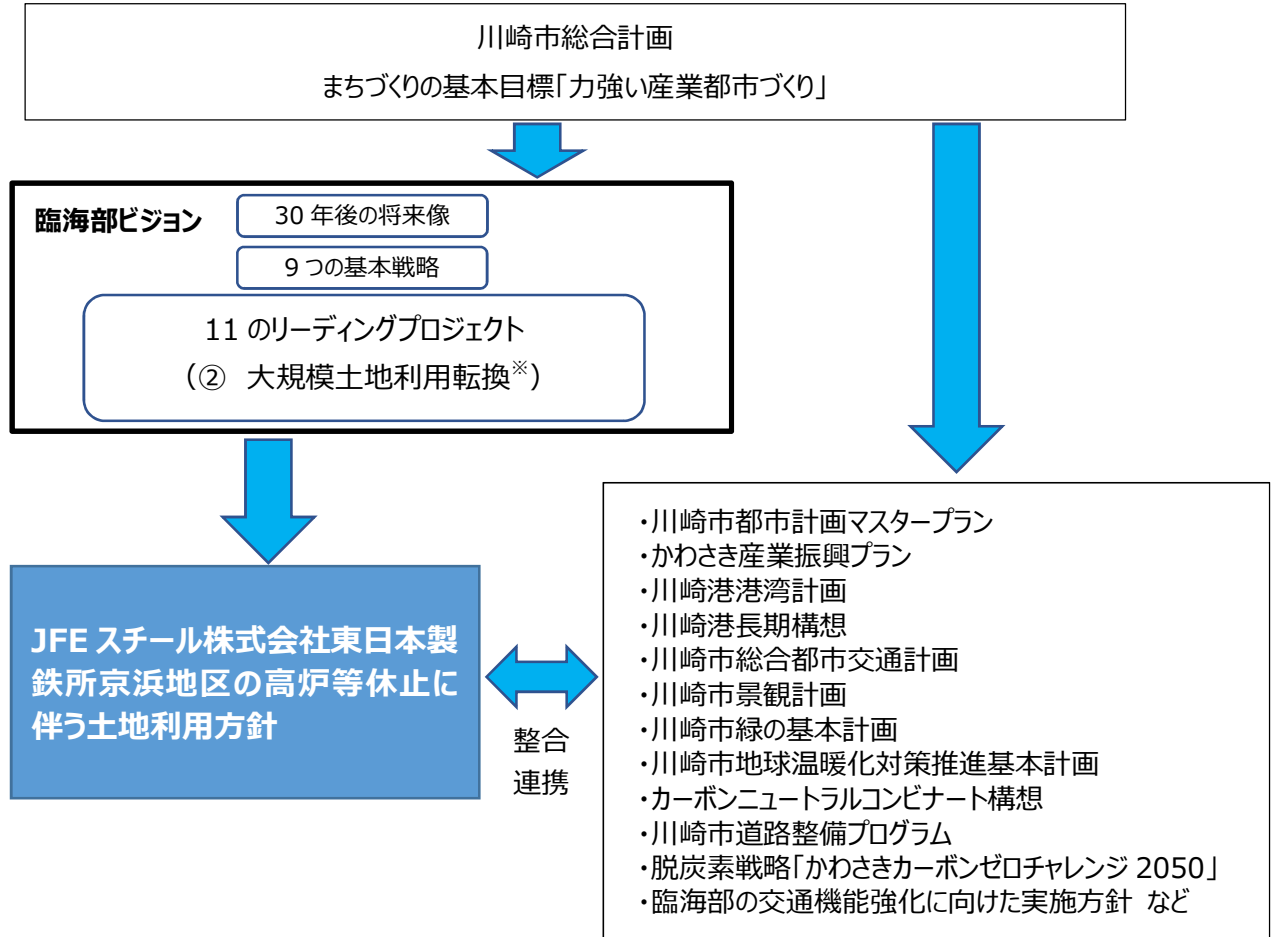 川崎市総合計画
まちづくりの基本目標「力強い産業都市づくり」
臨海部ビジョン
30 年後の将来像
9 つの基本戦略
11 のリーディングプロジェクト
(② 大規模土地利用転換※)
JFE スチール株式会社東日本製
鉄所京浜地区の高炉等休止に
伴う土地利用方針
整合
連携
・川崎市都市計画マスタープラン
・かわさき産業振興プラン
・川崎港港湾計画
・川崎港長期構想
・川崎市総合都市交通計画
・川崎市景観計画
・川崎市緑の基本計画
・川崎市地球温暖化対策推進基本計画
・カーボンニュートラルコンビナート構想
・川崎市道路整備プログラム
・脱炭素戦略「かわさきカーボンゼロチャレンジ 2050」
・臨海部の交通機能強化に向けた実施方針 など